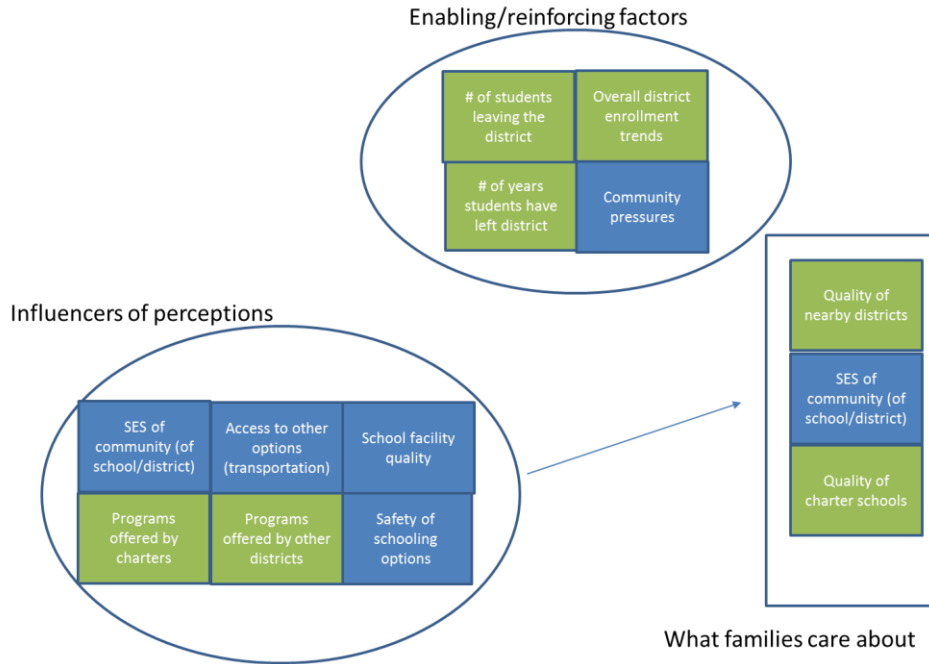 Enabling/reinforcing factors
# of students
leaving the
district
Overall district
enrollment
trends
# of years
students have
left district
Community
pressures
Influencers of perceptions
SES of
community (of
school/district)
Access to other
options
(transportation)
School facility
quality
Programs
offered by
charters
Programs
offered by other
districts
Safety of
schooling
options
Quality of
nearby districts
SES of
community (of
school/district)
Quality of
charter schools
What families care about